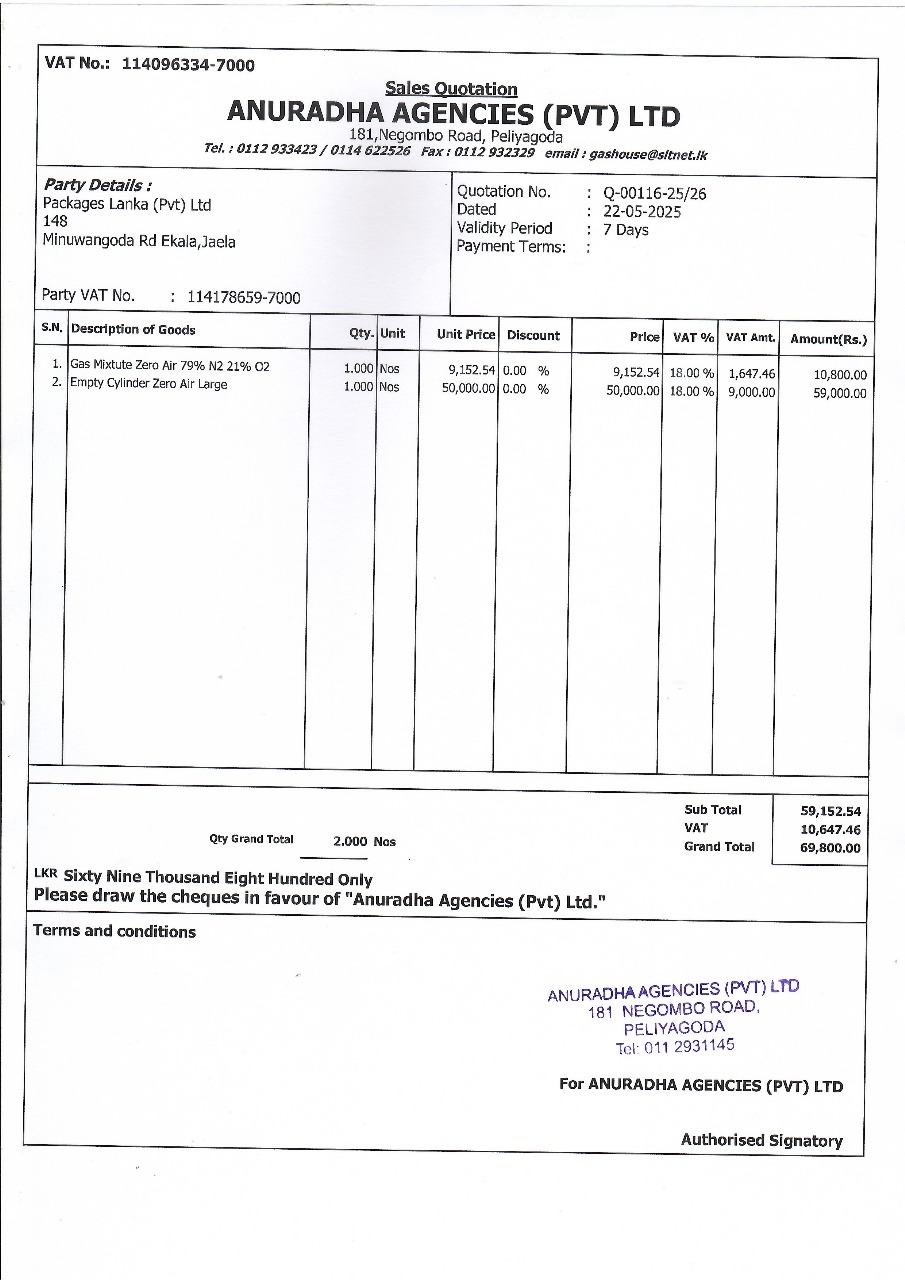 VAT No.: 114096334-7000
Sales Quotation
ANURADHA AGENCIES (PVT) LTD
181,Negombo Road, Peliyagoda
Tel. : 0112 933423 / 0114 622526 Fax : 0112 932329 email : gashouse@sltnet.lk
Party Details :
Packages Lanka (Pvt) Ltd
148
Minuwangoda Rd Ekala,Jaela
Party VAT No. : 114178659-7000
Quotation No. : Q-00116-25/26
Dated : 22-05-2025
Validity Period : 7 Days
Payment Terms: :
S.N. Description of Goods Qty. Unit Unit Price Discount Price VAT % VAT Amt. Amount(Rs.)
1. Gas Mixtute Zero Air 79% N2 21% O2 1.000 Nos 9,152.54 0.00 % 9,152.54 18.00 % 1,647.46 10,800.00
2. Empty Cylinder Zero Air Large 1.000 Nos 50,000.00 0.00 % 50,000.00 18.00 % 9,000.00 59,000.00
Sub Total 59,152.54
VAT 10,647.46
Qty Grand Total 2.000 Nos
Grand Total 69,800.00
LKR Sixty Nine Thousand Eight Hundred Only
Please draw the cheques in favour of "Anuradha Agencies (Pvt) Ltd."
Terms and conditions
ANURADHA AGENCIES (PVT) LTD
181 NEGOMBO ROAD,
PELIYAGODA
Tel: 011 2931145
For ANURADHA AGENCIES (PVT) LTD
Authorised Signatory